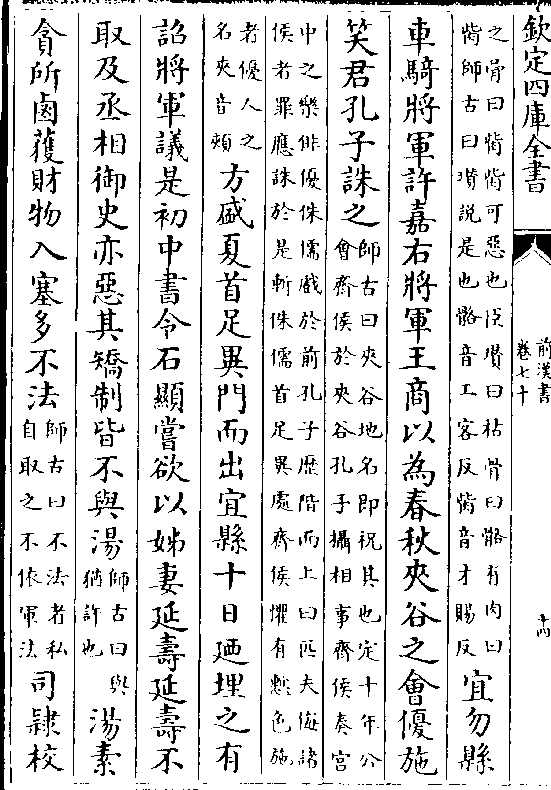 欽定四庫全書
前漢書
卷七十
十四
之骨曰胔胔可惡也臣瓚曰枯骨曰骼有肉曰
胔師古曰瓚說是也骼音工客反胔音才賜反
宜勿縣
車騎將軍許嘉右將軍王商以為春秋夾谷之會優施
笑君孔子誅之
師古曰夾谷地名即祝其也定十年公
會齊侯於夾谷孔子攝相事齊侯奏宮
中之樂俳優侏儒戲於前孔子歷階而上曰匹夫侮諸
侯者罪應誅於是斬侏儒首足異處齊侯懼有慙色施
者優人之
名夾音頰
方盛夏首足異門而出宜縣十日廼埋之有
詔將軍議是初中書令石顯嘗欲以姊妻延壽延壽不
取及丞相御史亦惡其矯制皆不與湯
師古曰與
猶許也
湯素
貪所鹵獲財物入塞多不法
師古曰不法者私
自取之不依軍法
司隸校